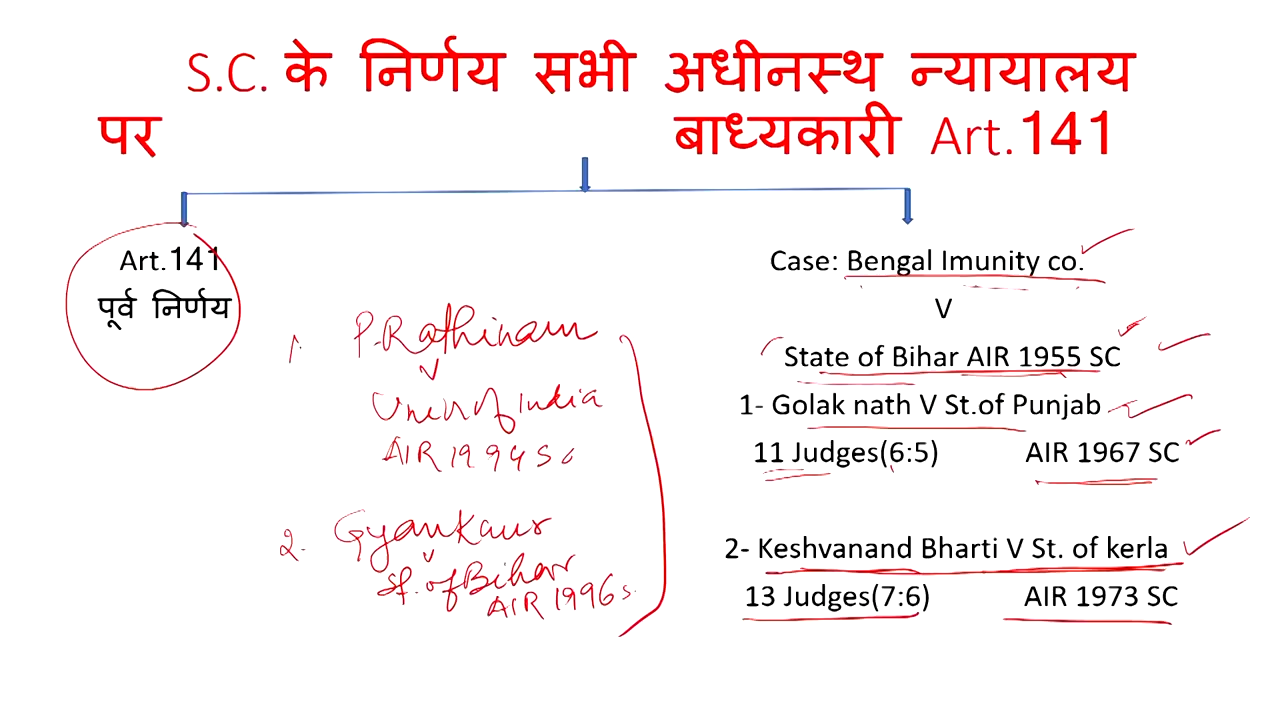 S.C. के निर्णय सभी अधीनस्थ न्यायालय
पर बाध्यकारी Art.141
Art.141
पूर्व निर्णय
1. P.Rathinam
V
Union of India
AIR 1994 SC
2. Gyankaur
V
St. of Bihar
AIR 1996 S.
Case: Bengal Imunity co.
V
State of Bihar AIR 1955 SC
1- Golak nath V St.of Punjab
11 Judges(6:5) AIR 1967 SC
2- Keshvanand Bharti V St. of kerla
13 Judges(7:6) AIR 1973 SC